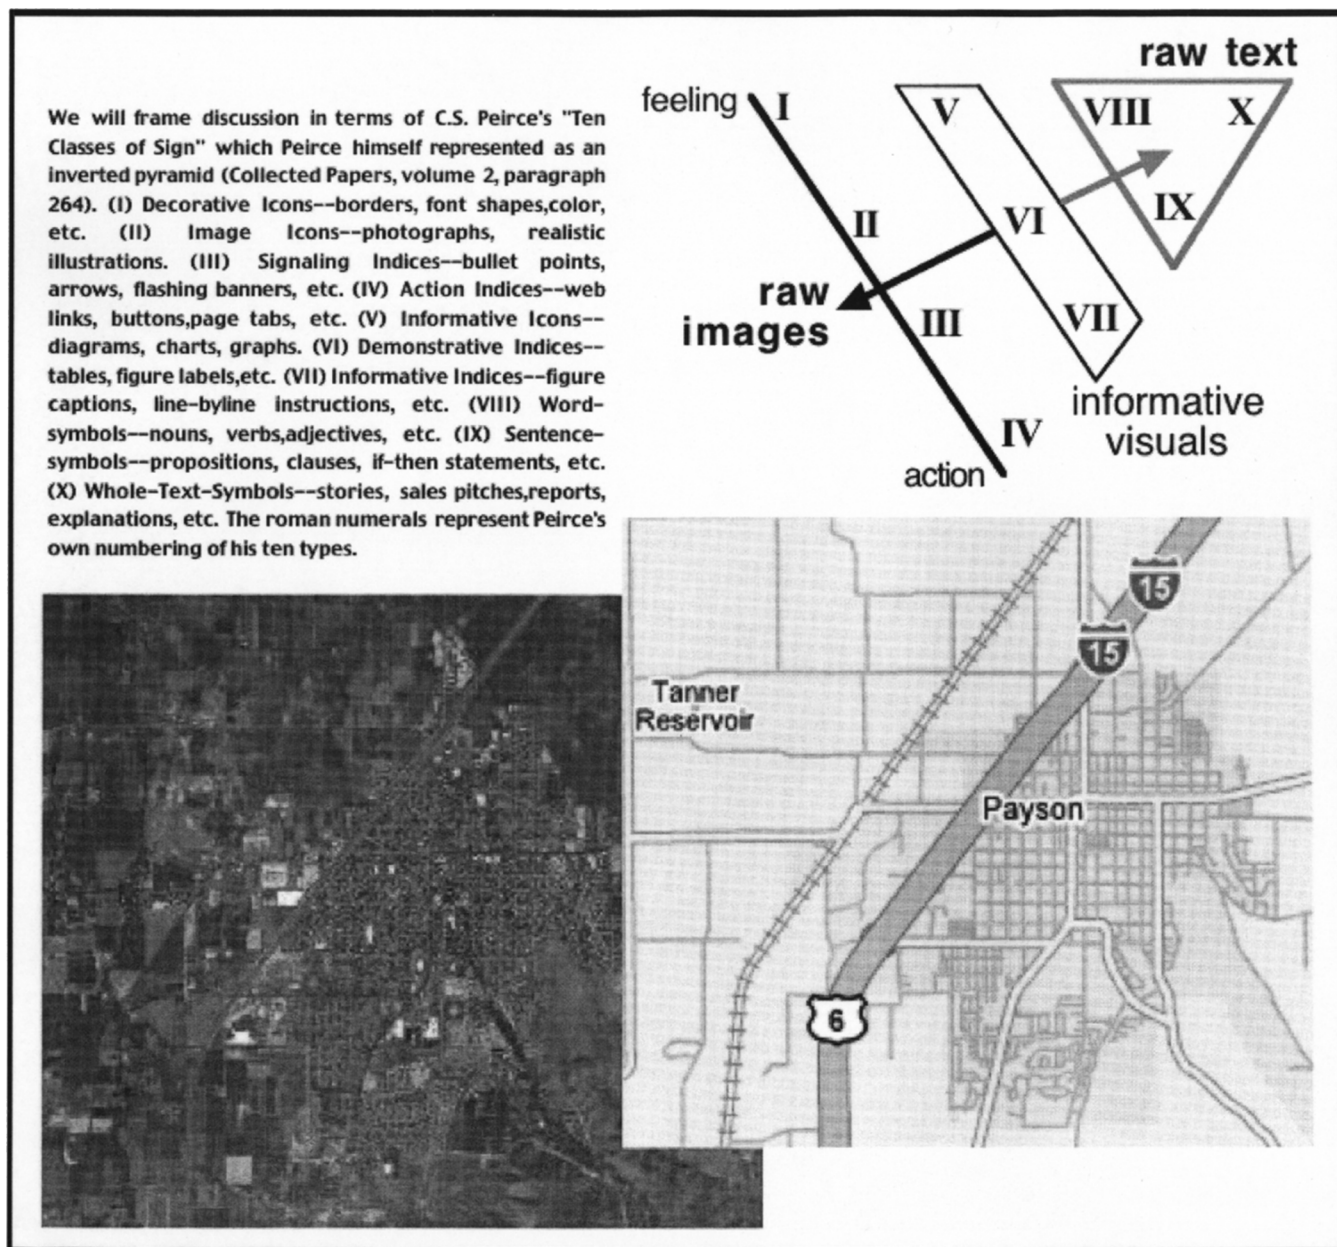 We will frame discussion in terms of C.S. Peirce's "Ten
Classes of Sign" which Peirce himself represented as an
inverted pyramid (Collected Papers, volume 2, paragraph
264). (I) Decorative Icons--borders, font shapes,color,
etc. (II) Image Icons--photographs, realistic
illustrations. (III) Signaling Indices--bullet points,
arrows, flashing banners, etc. (IV) Action Indices--web
links, buttons,page tabs, etc. (V) Informative Icons--
diagrams, charts, graphs. (VI) Demonstrative Indices--
tables, figure labels,etc. (VII) Informative Indices--figure
captions, line-byline instructions, etc. (VIII) Word-
symbols--nouns, verbs,adjectives, etc. (IX) Sentence-
symbols--propositions, clauses, if-then statements, etc.
(X) Whole-Text-Symbols--stories, sales pitches,reports,
explanations, etc. The roman numerals represent Peirce's
own numbering of his ten types.
raw text
feeling
I
V
VIII
X
II
VI
IX
raw
images
III
VII
IV
action
informative
visuals
15
15
Tanner
Reservoir
Payson
6